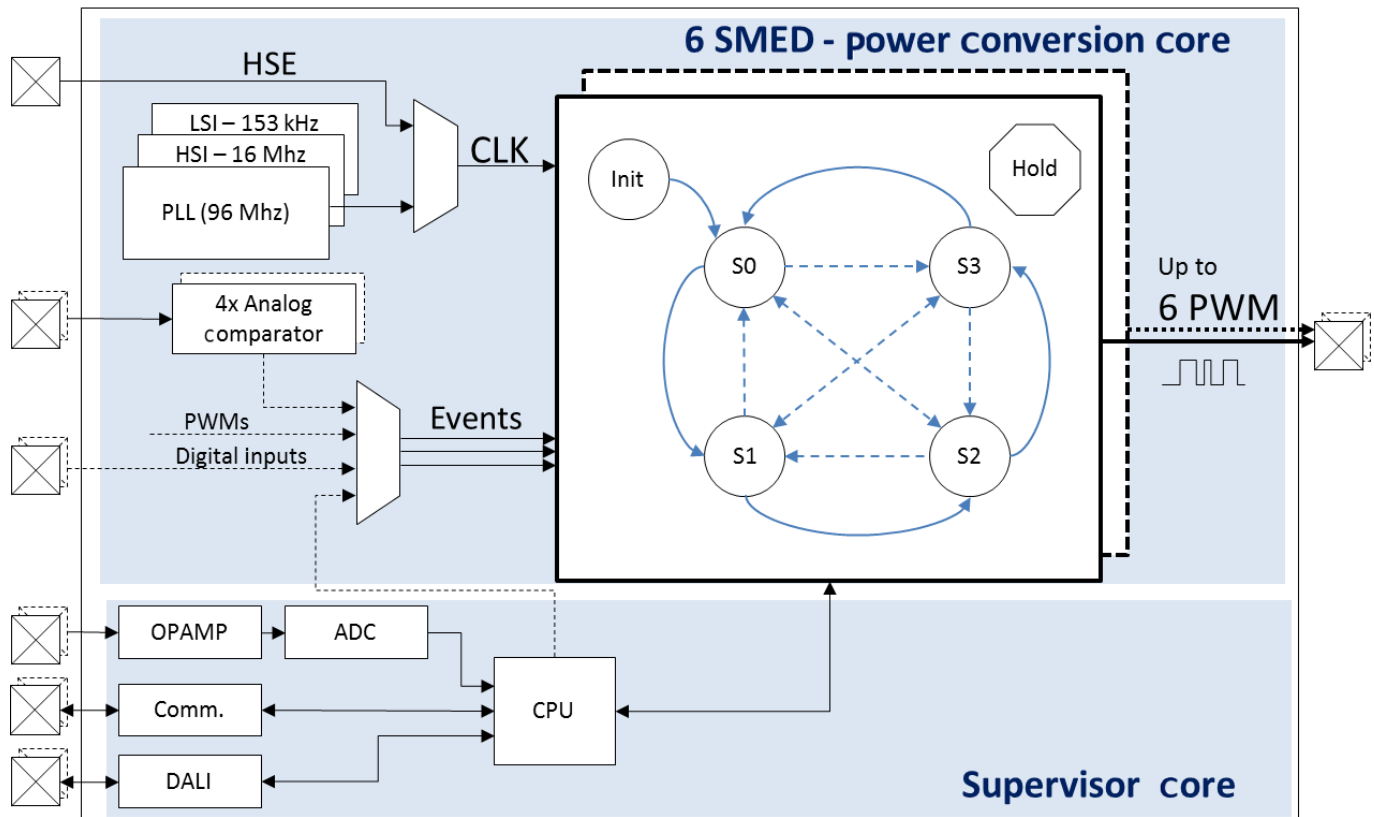 6 SMED - power conversion core
HSE
LSI – 153 kHz
HSI – 16 Mhz
PLL (96 Mhz)
CLK
Init
Hold
S0
S3
S1
S2
4x Analog
comparator
PWMs
Digital inputs
Events
Up to
6 PWM
OPAMP
ADC
Comm.
CPU
DALI
Supervisor core